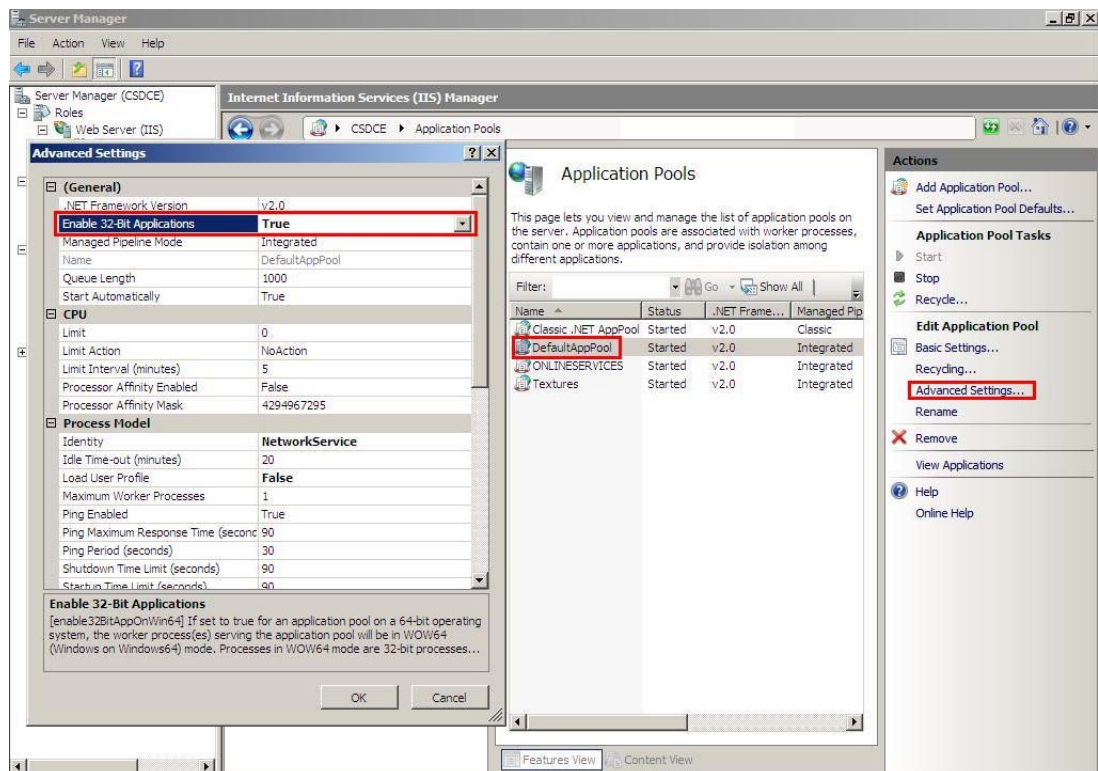 Server Manager
File Action View Help
Server Manager (CSDCE)
Roles
Web Server (IIS)
Internet Information Services (IIS) Manager
CSDCE Application Pools
Advanced Settings
(General)
.NET Framework Version v2.0
Enable 32-Bit Applications True
Managed Pipeline Mode Integrated
Name DefaultAppPool
Queue Length 1000
Start Automatically True
CPU
Limit 0
Limit Action NoAction
Limit Interval (minutes) 5
Processor Affinity Enabled False
Processor Affinity Mask 4294967295
Process Model
Identity NetworkService
Idle Time-out (minutes) 20
Load User Profile False
Maximum Worker Processes 1
Ping Enabled True
Ping Maximum Response Time (second 90
Ping Period (seconds) 30
Shutdown Time Limit (seconds) 90
Startup Time Limit (seconds) 90
Enable 32-Bit Applications
[enable32BitAppOnWin64] If set to true for an application pool on a 64-bit operating
system, the worker process(es) serving the application pool will be in WOW64
(Windows on Windows64) mode. Processes in WOW64 mode are 32-bit processes...
OK Cancel
Application Pools
This page lets you view and manage the list of application pools on
the server. Application pools are associated with worker processes,
contain one or more applications, and provide isolation among
different applications.
Filter: Go Show All
Name Status .NET Frame... Managed Pip
Classic .NET AppPool Started v2.0 Classic
DefaultAppPool Started v2.0 Integrated
ONLINESERVICES Started v2.0 Integrated
Textures Started v2.0 Integrated
Features View Content View
Actions
Add Application Pool...
Set Application Pool Defaults...
Application Pool Tasks
Start
Stop
Recycle...
Edit Application Pool
Basic Settings...
Recycling...
Advanced Settings...
Rename
Remove
View Applications
Help
Online Help